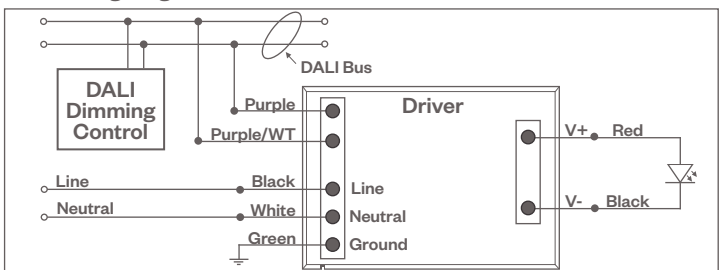 DALI Bus
DALI
Dimming
Control
Purple
Driver
Purple/WT
V+ Red
Line Black Line
V- Black
Neutral White Neutral
Green Ground